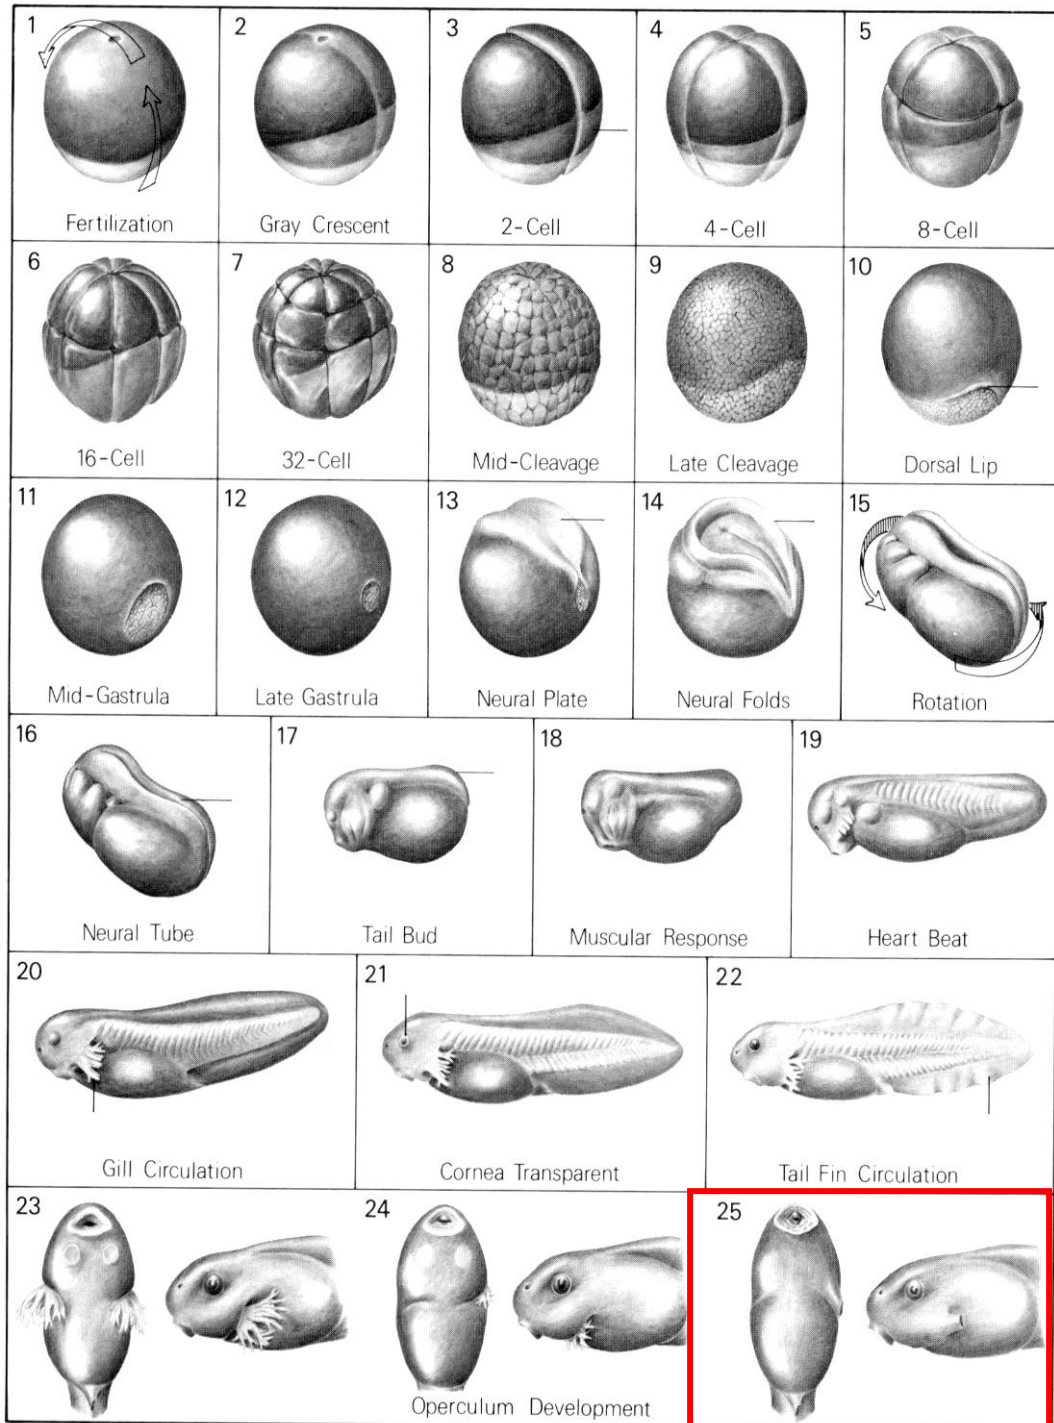 1
2
3
4
5
Fertilization
Gray Crescent
2-Cell
4-Cell
8-Cell
6
7
8
9
10
16-Cell
32-Cell
Mid-Cleavage
Late Cleavage
Dorsal Lip
11
12
13
14
15
Mid-Gastrula
Late Gastrula
Neural Plate
Neural Folds
Rotation
16
17
18
19
Neural Tube
Tail Bud
Muscular Response
Heart Beat
20
21
22
Gill Circulation
Cornea Transparent
Tail Fin Circulation
23
24
25
Operculum Development